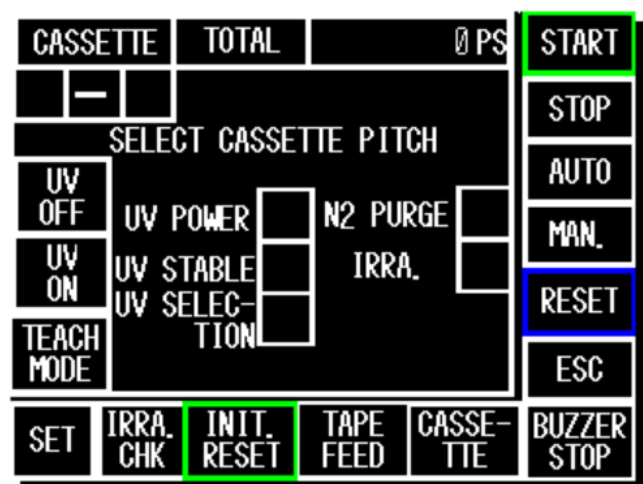 CASSETTE TOTAL 0 PS START
– STOP
SELECT CASSETTE PITCH
AUTO
UV
OFF
UV POWER N2 PURGE
MAN.
UV
ON
UV STABLE IRRA.
UV SELEC-
TION
RESET
TEACH
MODE
ESC
SET
IRRA.
CHK
INIT.
RESET
TAPE
FEED
CASSE-
TTE
BUZZER
STOP